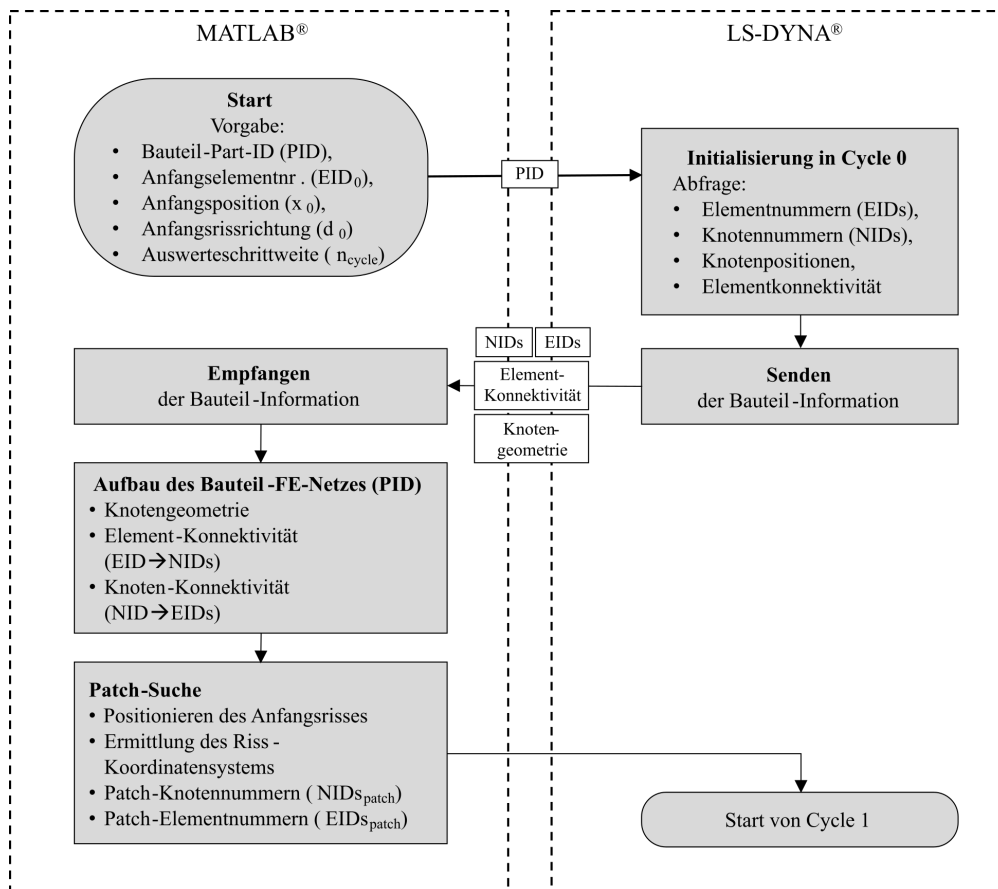 MATLAB®
LS-DYNA®
Start
Vorgabe:
• Bauteil-Part-ID (PID),
• Anfangselementnr. (EID₀),
• Anfangsposition (x₀),
• Anfangsrissrichtung (d₀)
• Auswerteschrittweite (n_cycle)
PID
Initialisierung in Cycle 0
Abfrage:
• Elementnummern (EIDs),
• Knotennummern (NIDs),
• Knotenpositionen,
• Elementkonnektivität
Senden
der Bauteil-Information
NIDs
EIDs
Element-
Konnektivität
Knoten-
geometrie
Empfangen
der Bauteil-Information
Aufbau des Bauteil-FE-Netzes (PID)
• Knotengeometrie
• Element-Konnektivität
(EID→NIDs)
• Knoten-Konnektivität
(NID→EIDs)
Patch-Suche
• Positionieren des Anfangsrisses
• Ermittlung des Riss-
Koordinatensystems
• Patch-Knotennummern (NIDs_patch)
• Patch-Elementnummern (EIDs_patch)
Start von Cycle 1